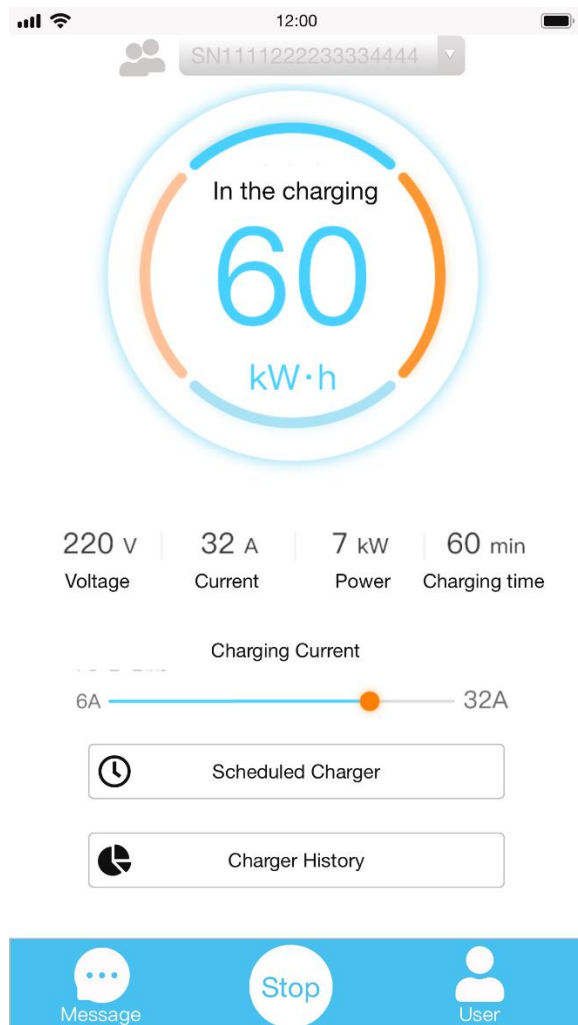 12:00
SN1111222233334444
In the charging
60
kW·h
220 V 32 A 7 kW 60 min
Voltage Current Power Charging time
Charging Current
6A 32A
Scheduled Charger
Charger History
Stop
Message User